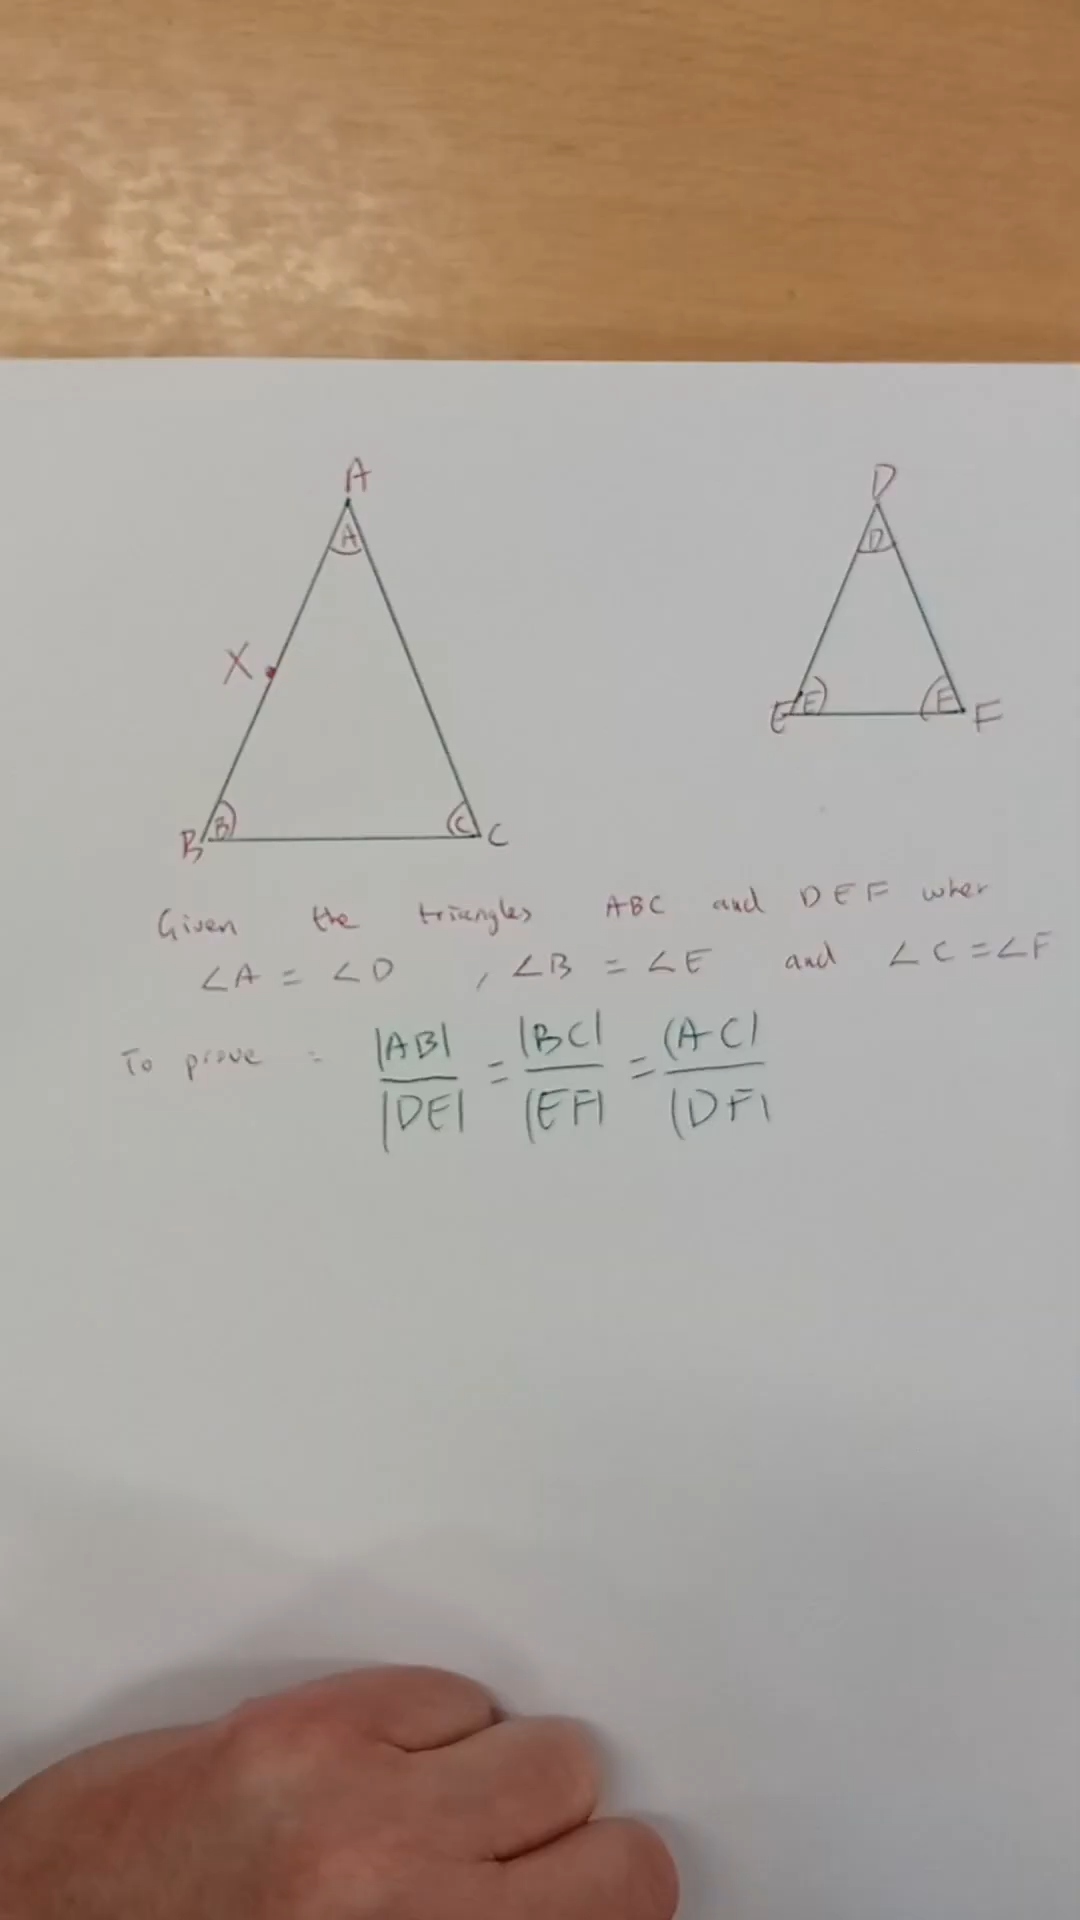 A
D
A
D
X
E
E
F
F
B
B
C
C
Given the triangles ABC and DEF wher
∠A = ∠D , ∠B = ∠E and ∠C = ∠F
To prove = |AB|/|DE| = |BC|/|EF| = |AC|/|DF|